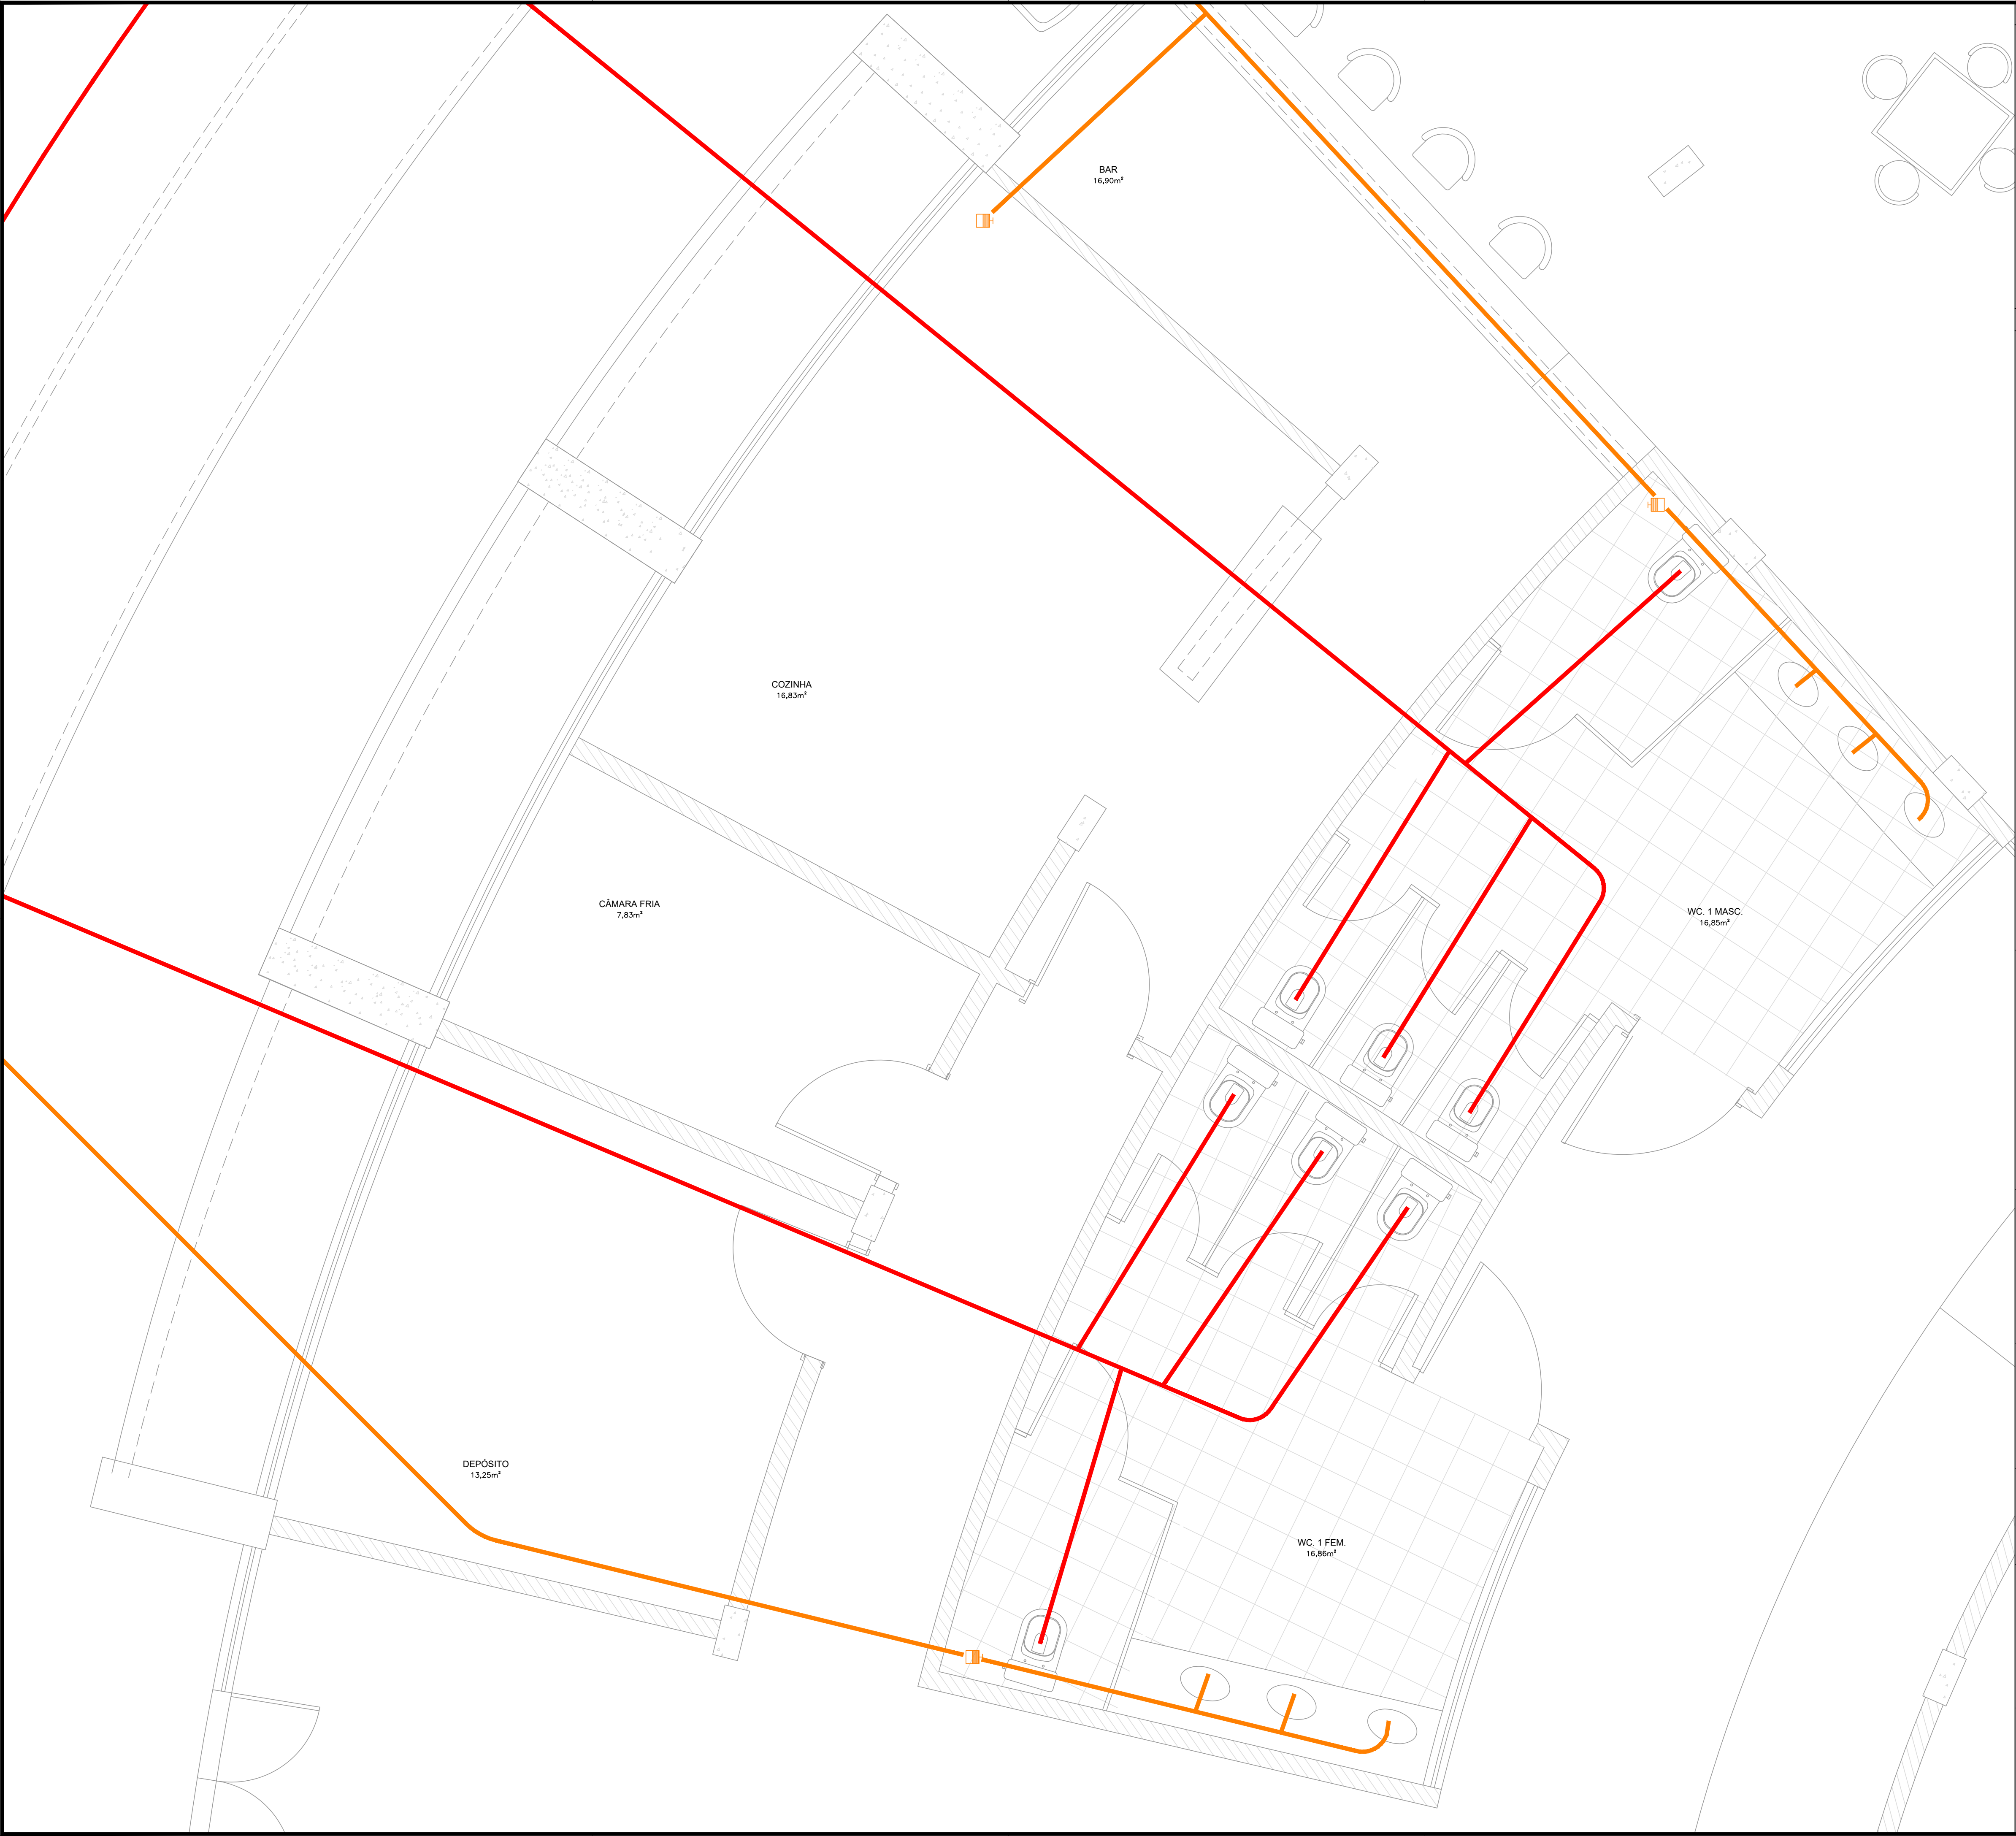 BAR
16,90m²
COZINHA
16,83m²
CÂMARA FRIA
7,83m²
WC. 1 MASC.
16,85m²
DEPÓSITO
13,25m²
WC. 1 FEM.
16,86m²